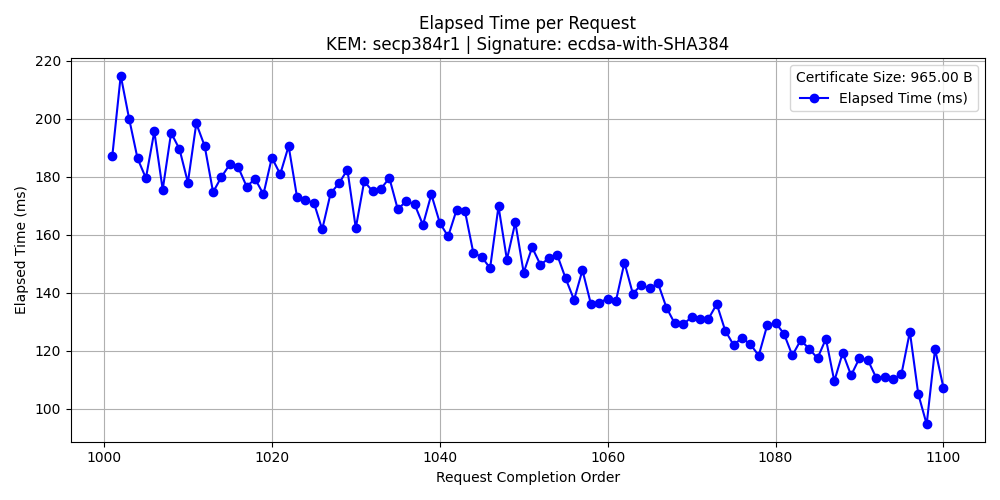 Elapsed Time per Request
KEM: secp384r1 | Signature: ecdsa-with-SHA384
Certificate Size: 965.00 B
Elapsed Time (ms)
Elapsed Time (ms)
220
200
180
160
140
120
100
1000 1020 1040 1060 1080 1100
Request Completion Order